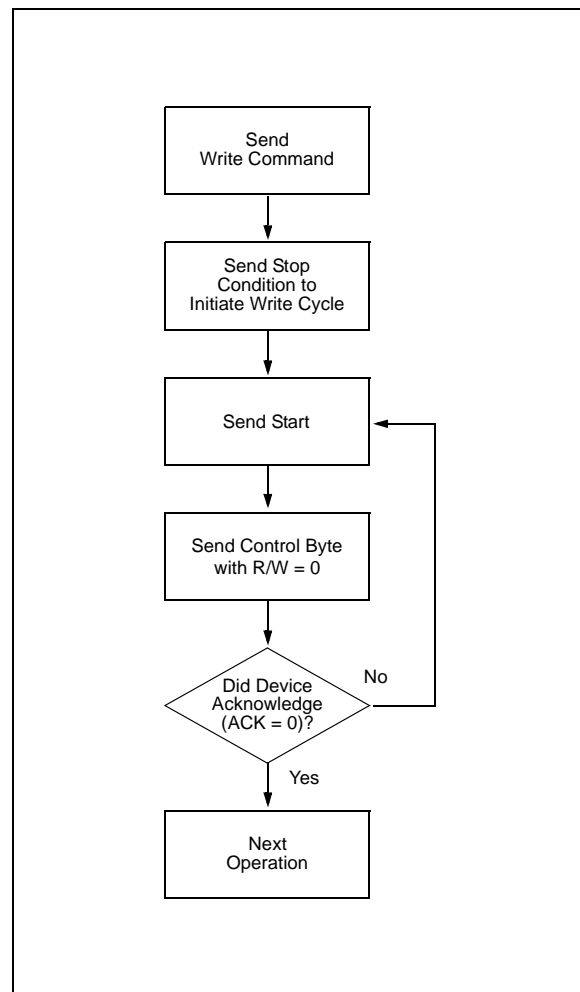 Send
Write Command
Send Stop
Condition to
Initiate Write Cycle
Send Start
Send Control Byte
with R/W = 0
Did Device
Acknowledge
(ACK = 0)?
No
Yes
Next
Operation